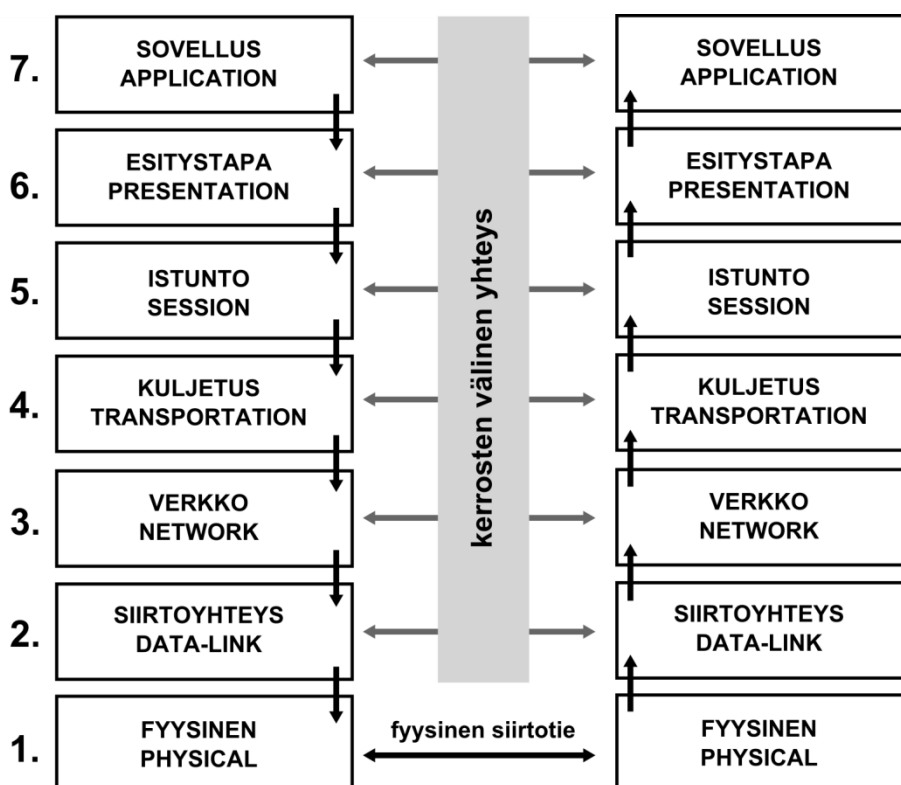 7.
SOVELLUS
APPLICATION
SOVELLUS
APPLICATION
6.
ESITYSTAPA
PRESENTATION
ESITYSTAPA
PRESENTATION
5.
ISTUNTO
SESSION
ISTUNTO
SESSION
4.
KULJETUS
TRANSPORTATION
KULJETUS
TRANSPORTATION
3.
VERKKO
NETWORK
VERKKO
NETWORK
2.
SIIRTOYHTEYS
DATA-LINK
SIIRTOYHTEYS
DATA-LINK
1.
FYYSINEN
PHYSICAL
fyysinen siirtotie
FYYSINEN
PHYSICAL
kerrosten välinen yhteys